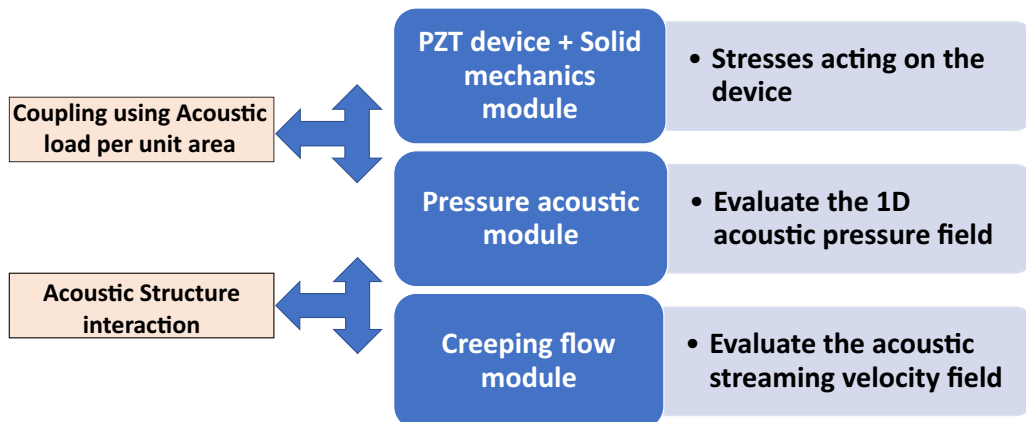 PZT device + Solid
mechanics
module
• Stresses acting on the
device
Coupling using Acoustic
load per unit area
Pressure acoustic
module
• Evaluate the 1D
acoustic pressure field
Acoustic Structure
interaction
Creeping flow
module
• Evaluate the acoustic
streaming velocity field